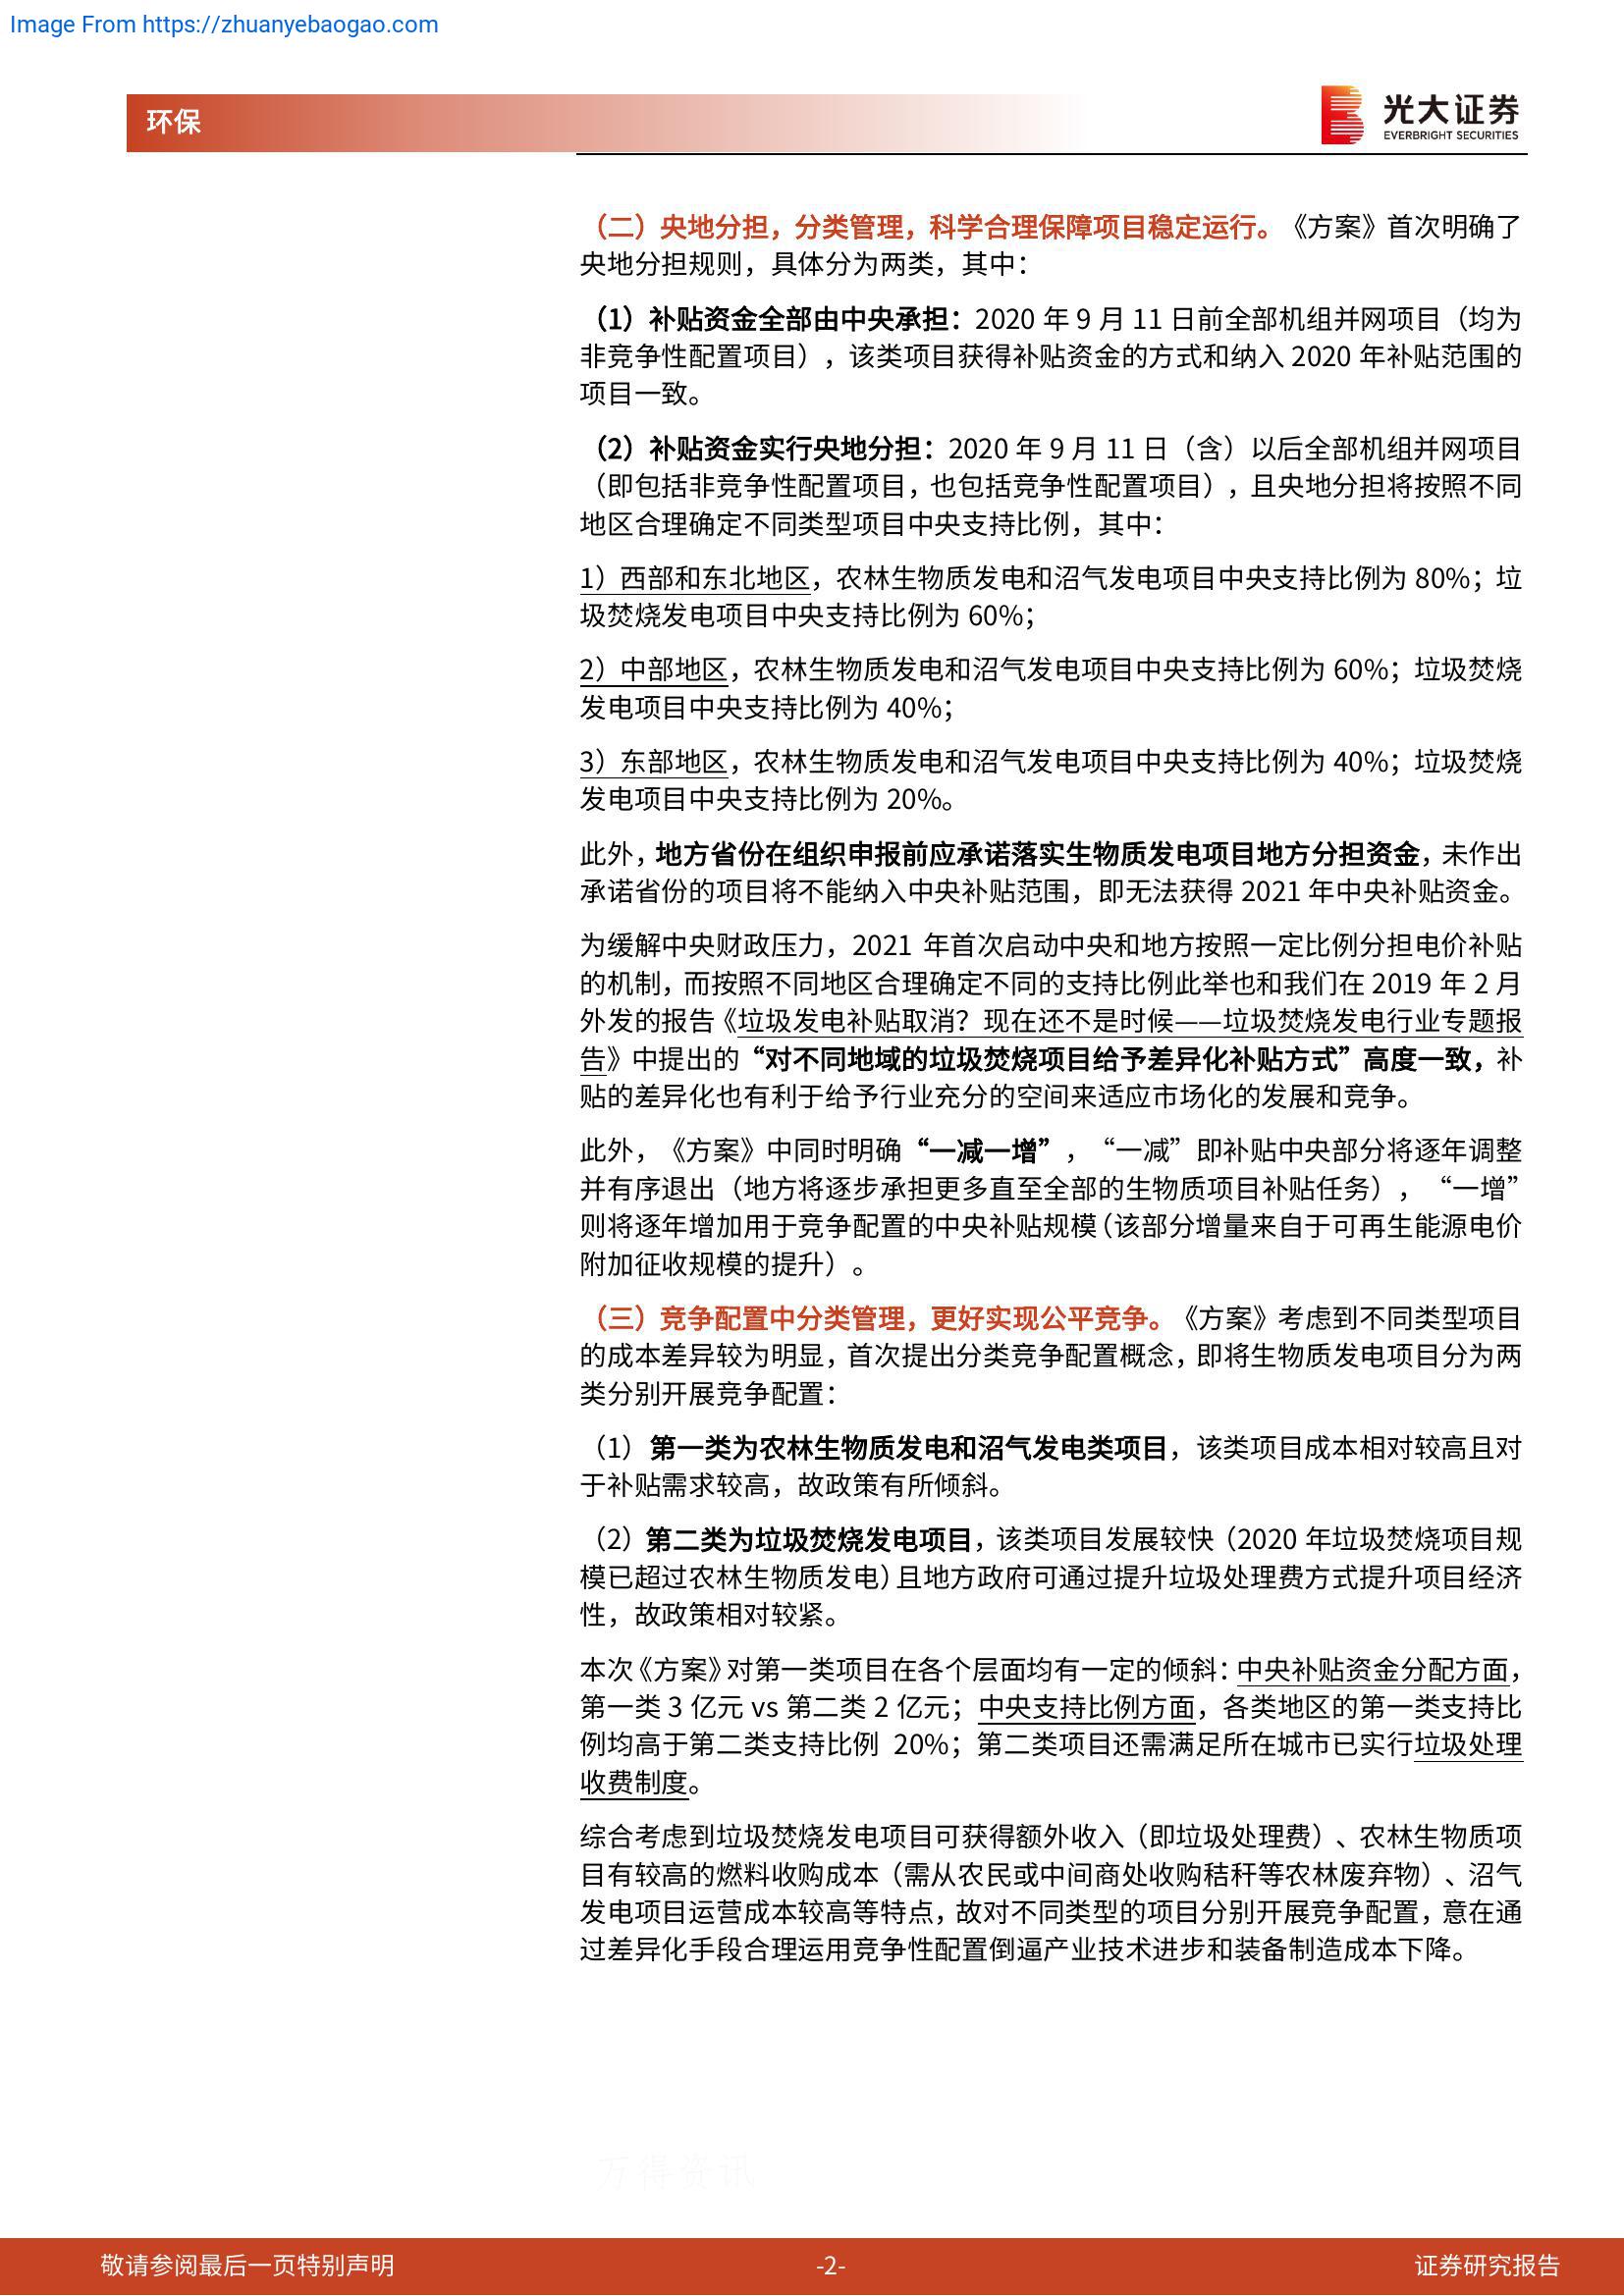 Image From https://zhuanyebaogao.com
环保
光大证券
EVERBRIGHT SECURITIES
（二）央地分担，分类管理，科学合理保障项目稳定运行。《方案》首次明确了
央地分担规则，具体分为两类，其中：
（1）补贴资金全部由中央承担：2020 年 9 月 11 日前全部机组并网项目（均为
非竞争性配置项目），该类项目获得补贴资金的方式和纳入 2020 年补贴范围的
项目一致。
（2）补贴资金实行央地分担：2020 年 9 月 11 日（含）以后全部机组并网项目
（即包括非竞争性配置项目，也包括竞争性配置项目），且央地分担将按照不同
地区合理确定不同类型项目中央支持比例，其中：
1）西部和东北地区，农林生物质发电和沼气发电项目中央支持比例为 80%；垃
圾焚烧发电项目中央支持比例为 60%；
2）中部地区，农林生物质发电和沼气发电项目中央支持比例为 60%；垃圾焚烧
发电项目中央支持比例为 40%；
3）东部地区，农林生物质发电和沼气发电项目中央支持比例为 40%；垃圾焚烧
发电项目中央支持比例为 20%。
此外，地方省份在组织申报前应承诺落实生物质发电项目地方分担资金，未作出
承诺省份的项目将不能纳入中央补贴范围，即无法获得 2021 年中央补贴资金。
为缓解中央财政压力，2021 年首次启动中央和地方按照一定比例分担电价补贴
的机制，而按照不同地区合理确定不同的支持比例此举也和我们在 2019 年 2 月
外发的报告《垃圾发电补贴取消？现在还不是时候——垃圾焚烧发电行业专题报
告》中提出的“对不同地域的垃圾焚烧项目给予差异化补贴方式”高度一致，补
贴的差异化也有利于给予行业充分的空间来适应市场化的发展和竞争。
此外，《方案》中同时明确“一减一增”，“一减”即补贴中央部分将逐年调整
并有序退出（地方将逐步承担更多直至全部的生物质项目补贴任务），“一增”
则将逐年增加用于竞争配置的中央补贴规模（该部分增量来自于可再生能源电价
附加征收规模的提升）。
（三）竞争配置中分类管理，更好实现公平竞争。《方案》考虑到不同类型项目
的成本差异较为明显，首次提出分类竞争配置概念，即将生物质发电项目分为两
类分别开展竞争配置：
（1）第一类为农林生物质发电和沼气发电类项目，该类项目成本相对较高且对
于补贴需求较高，故政策有所倾斜。
（2）第二类为垃圾焚烧发电项目，该类项目发展较快（2020 年垃圾焚烧项目规
模已超过农林生物质发电）且地方政府可通过提升垃圾处理费方式提升项目经济
性，故政策相对较紧。
本次《方案》对第一类项目在各个层面均有一定的倾斜：中央补贴资金分配方面，
第一类 3 亿元 vs 第二类 2 亿元；中央支持比例方面，各类地区的第一类支持比
例均高于第二类支持比例 20%；第二类项目还需满足所在城市已实行垃圾处理
收费制度。
综合考虑到垃圾焚烧发电项目可获得额外收入（即垃圾处理费）、农林生物质项
目有较高的燃料收购成本（需从农民或中间商处收购秸秆等农林废弃物）、沼气
发电项目运营成本较高等特点，故对不同类型的项目分别开展竞争配置，意在通
过差异化手段合理运用竞争性配置倒逼产业技术进步和装备制造成本下降。
万得资讯
敬请参阅最后一页特别声明
-2-
证券研究报告